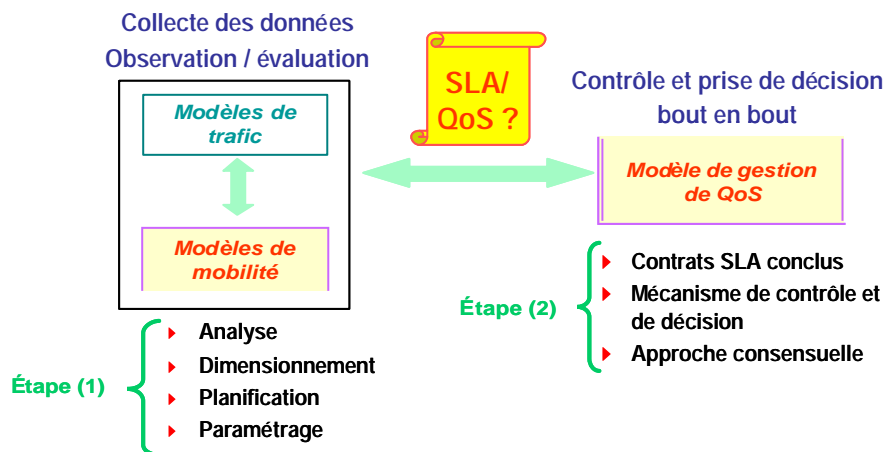 Collecte des données
Observation / évaluation
Modèles de
trafic
Modèles de
mobilité
Étape (1)
Analyse
Dimensionnement
Planification
Paramétrage
SLA/
QoS ?
Contrôle et prise de décision
bout en bout
Modèle de gestion
de QoS
Étape (2)
Contrats SLA conclus
Mécanisme de contrôle et
de décision
Approche consensuelle